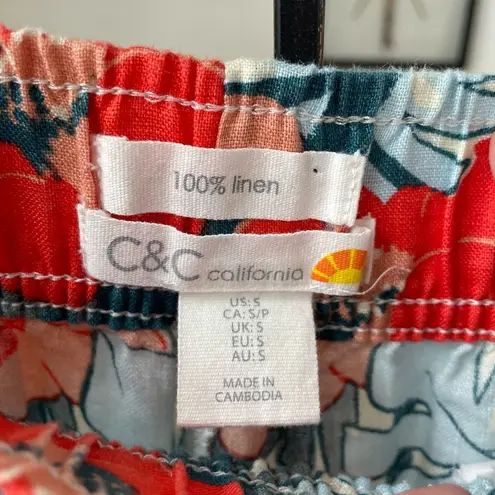 100% linen
C&C california
US: S
CA: S/P
UK: S
EU: S
AU: S
MADE IN
CAMBODIA